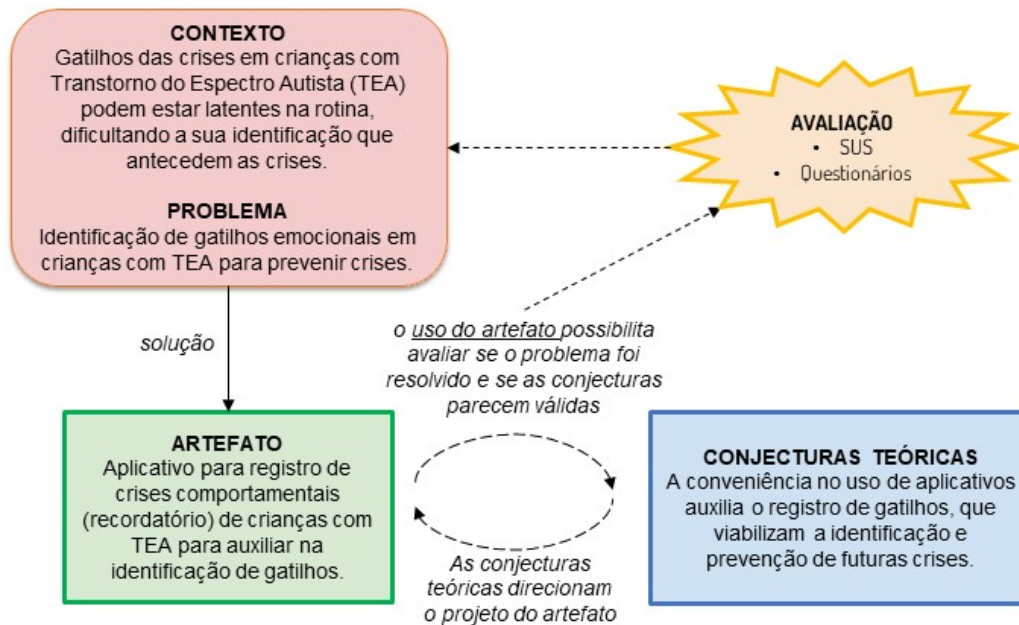 CONTEXTO
Gatilhos das crises em crianças com
Transtorno do Espectro Autista (TEA)
podem estar latentes na rotina,
dificultando a sua identificação que
antecedem as crises.
PROBLEMA
Identificação de gatilhos emocionais em
crianças com TEA para prevenir crises.
AVALIAÇÃO
• SUS
• Questionários
solução
o uso do artefato possibilita
avaliar se o problema foi
resolvido e se as conjecturas
parecem válidas
ARTEFATO
Aplicativo para registro de
crises comportamentais
(recordatório) de crianças com
TEA para auxiliar na
identificação de gatilhos.
As conjecturas
teóricas direcionam
o projeto do artefato
CONJECTURAS TEÓRICAS
A conveniência no uso de aplicativos
auxilia o registro de gatilhos, que
viabilizam a identificação e
prevenção de futuras crises.